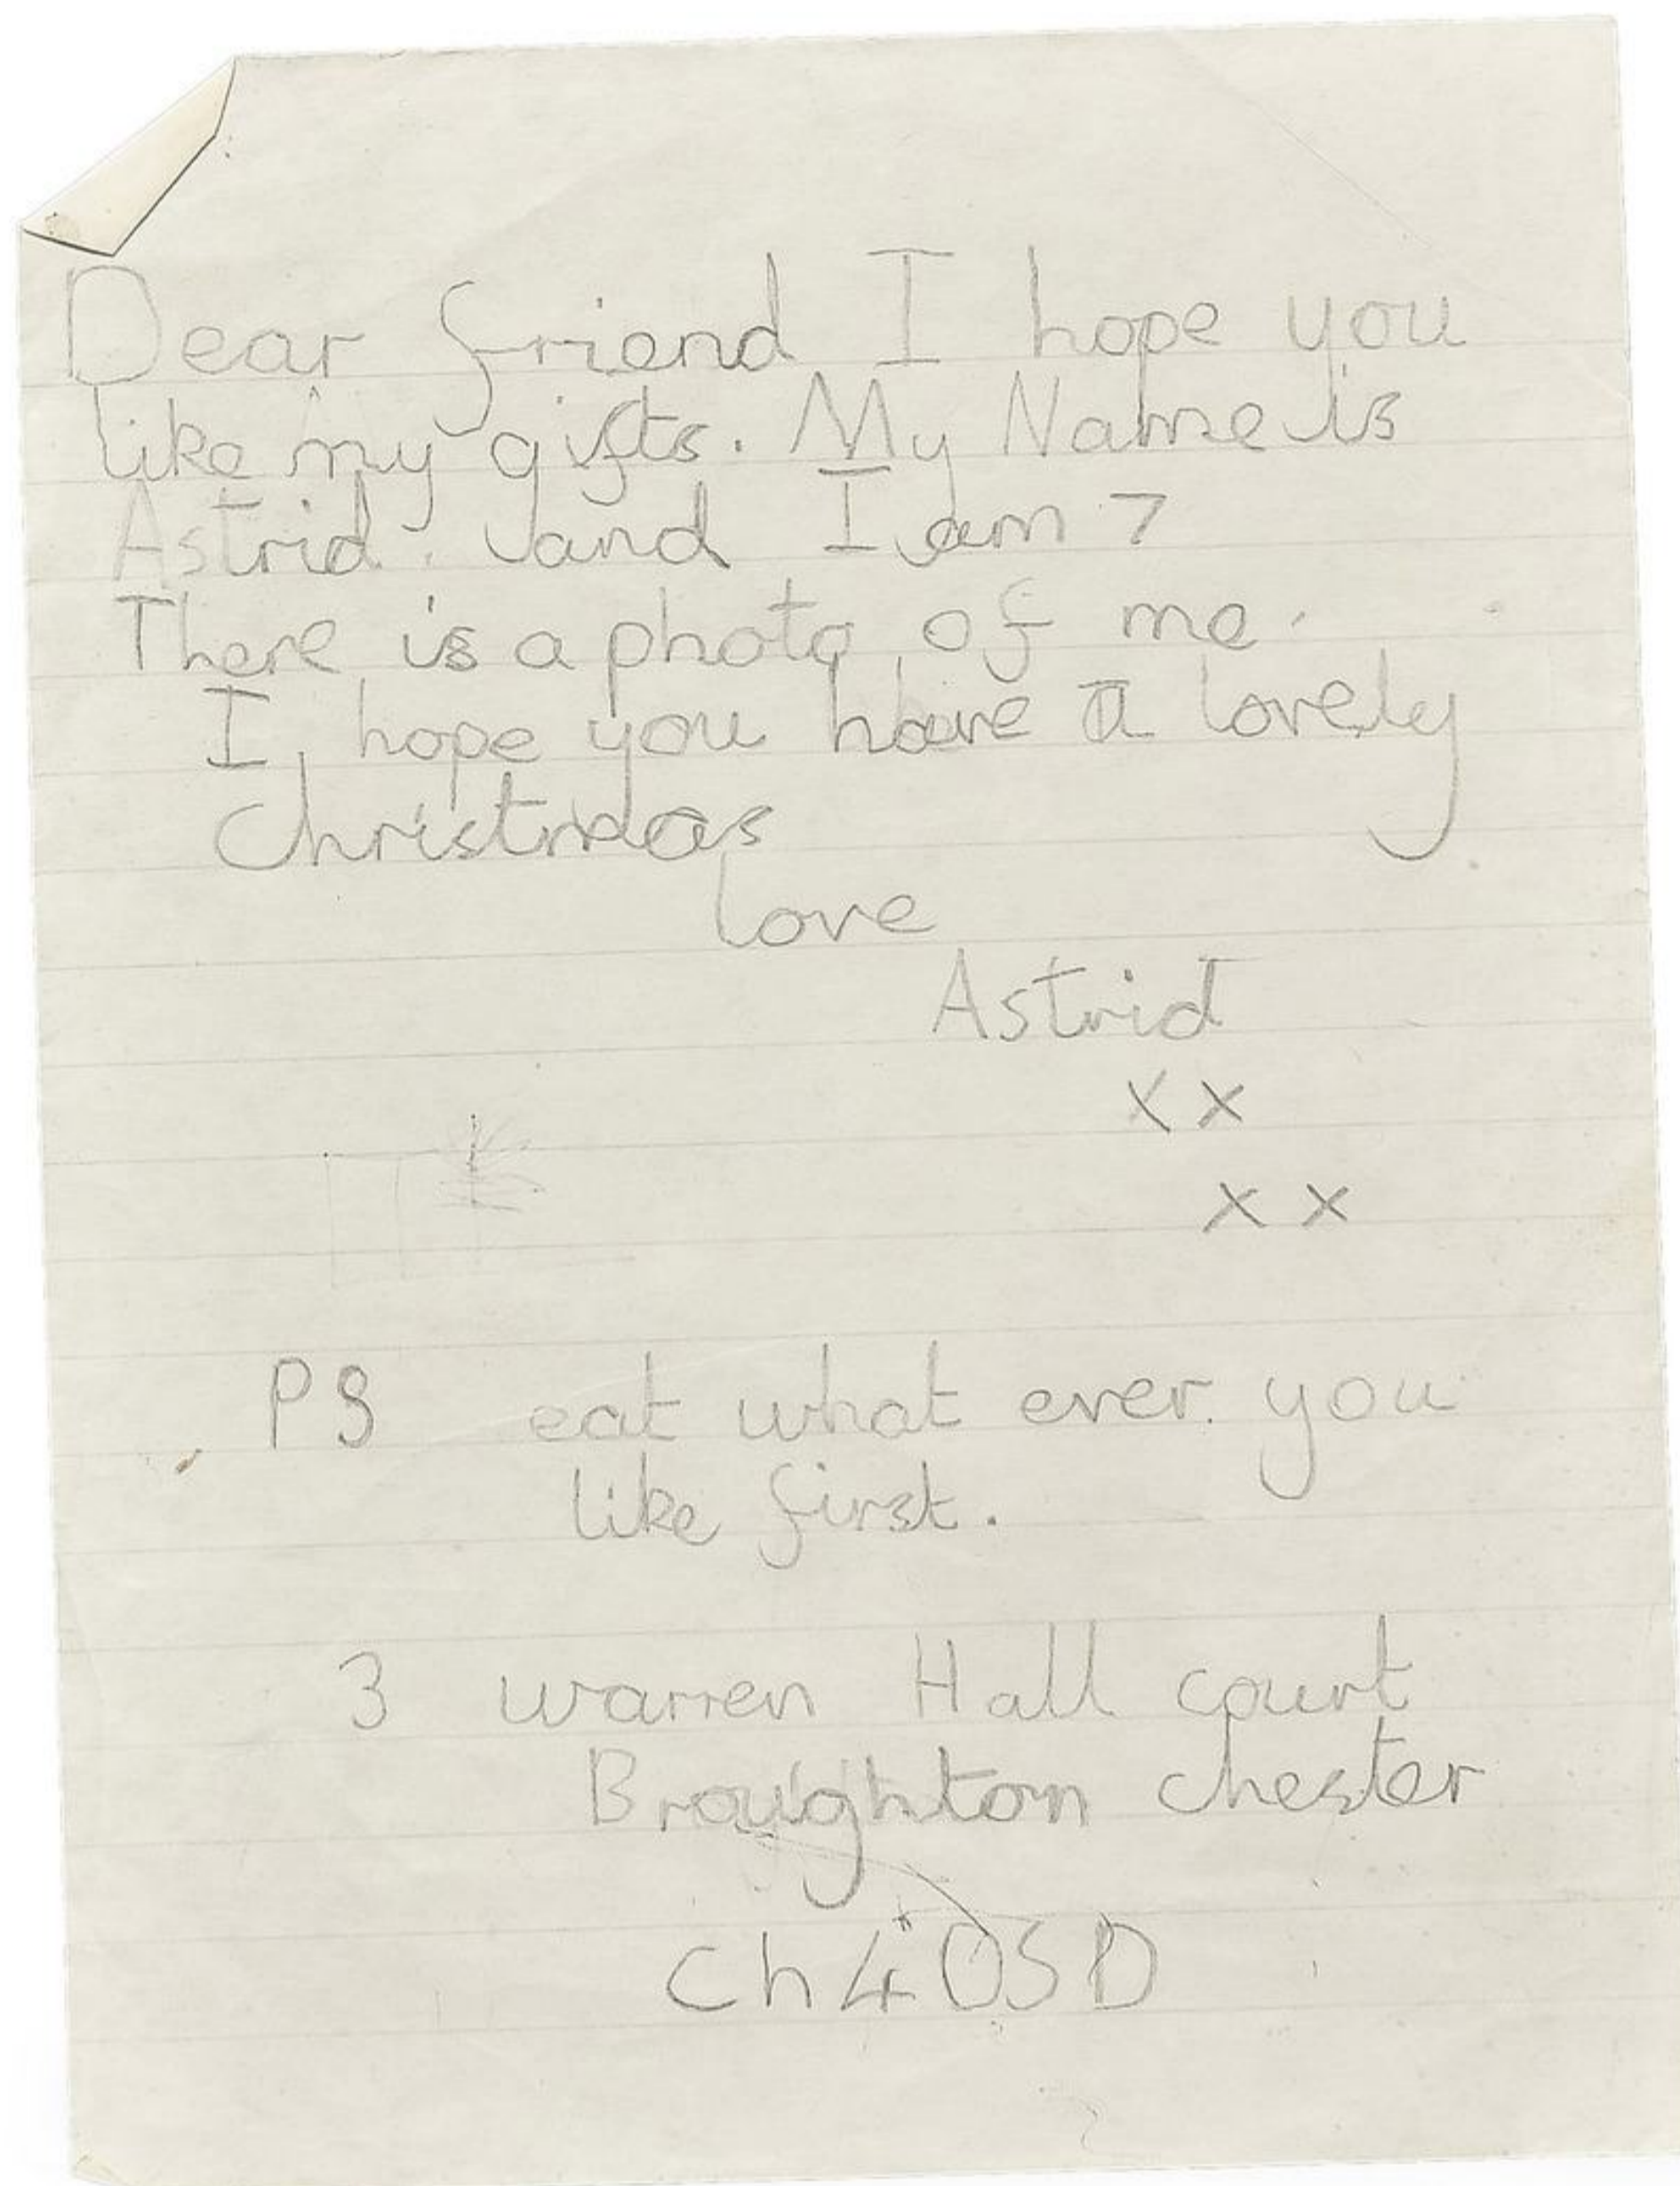 Dear friend I hope you
like my gifts. My Name is
Astrid. and I am 7
There is a photo of me.
I hope you have a lovely
Christmas
love
Astrid
x x
x x
PS eat what ever you
like first.
3 warren Hall court
Broughton chester
Ch4 0SD